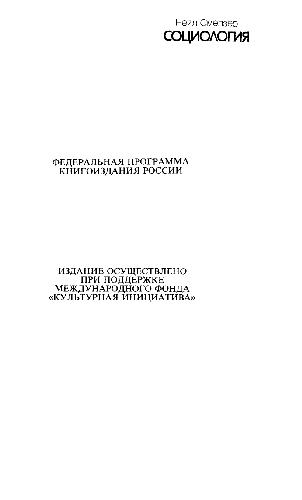 Нейл Смелзер
СОЦИОЛОГИЯ
ФЕДЕРАЛЬНАЯ ПРОГРАММА
КНИГОИЗДАНИЯ РОССИИ
ИЗДАНИЕ ОСУЩЕСТВЛЕНО
ПРИ ПОДДЕРЖКЕ
МЕЖДУНАРОДНОГО ФОНДА
«КУЛЬТУРНАЯ ИНИЦИАТИВА»